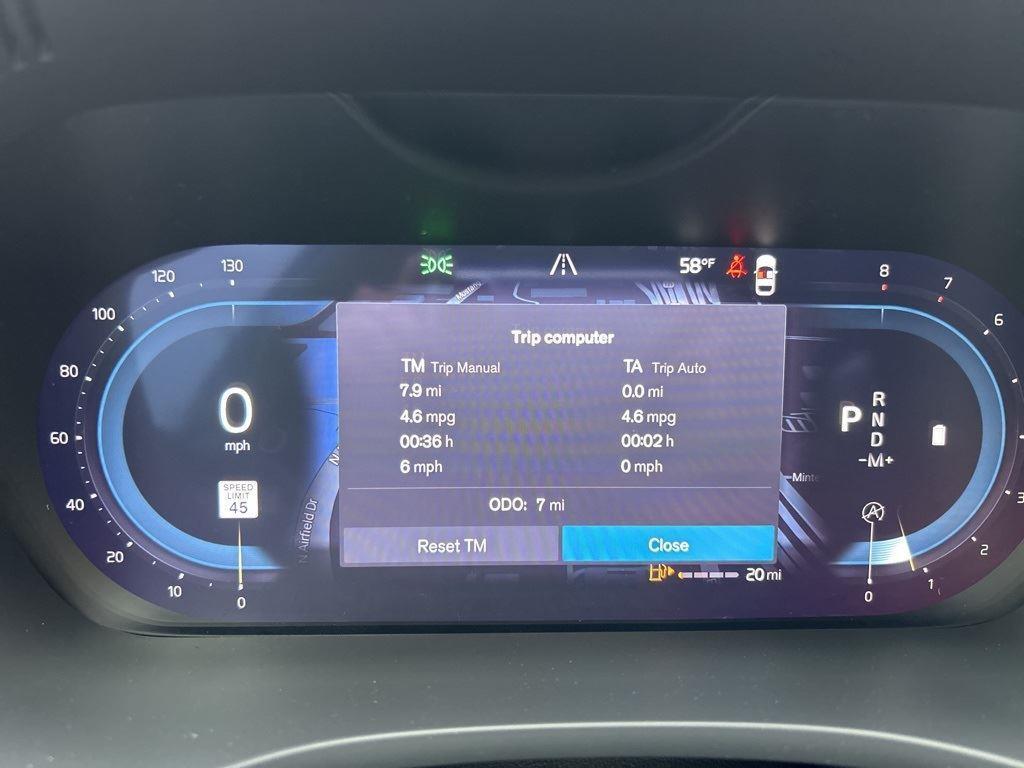 120
130
58°F
8
7
100
6
80
60
40
20
10
0
0
mph
SPEED
LIMIT
45
N Airfield Dr
Mustang
Trip computer
TM Trip Manual
TA Trip Auto
7.9 mi
0.0 mi
4.6 mpg
4.6 mpg
00:36 h
00:02 h
6 mph
0 mph
ODO: 7 mi
Reset TM
Close
20 mi
P
R
N
D
-M+
Minte
A
3
2
1
0